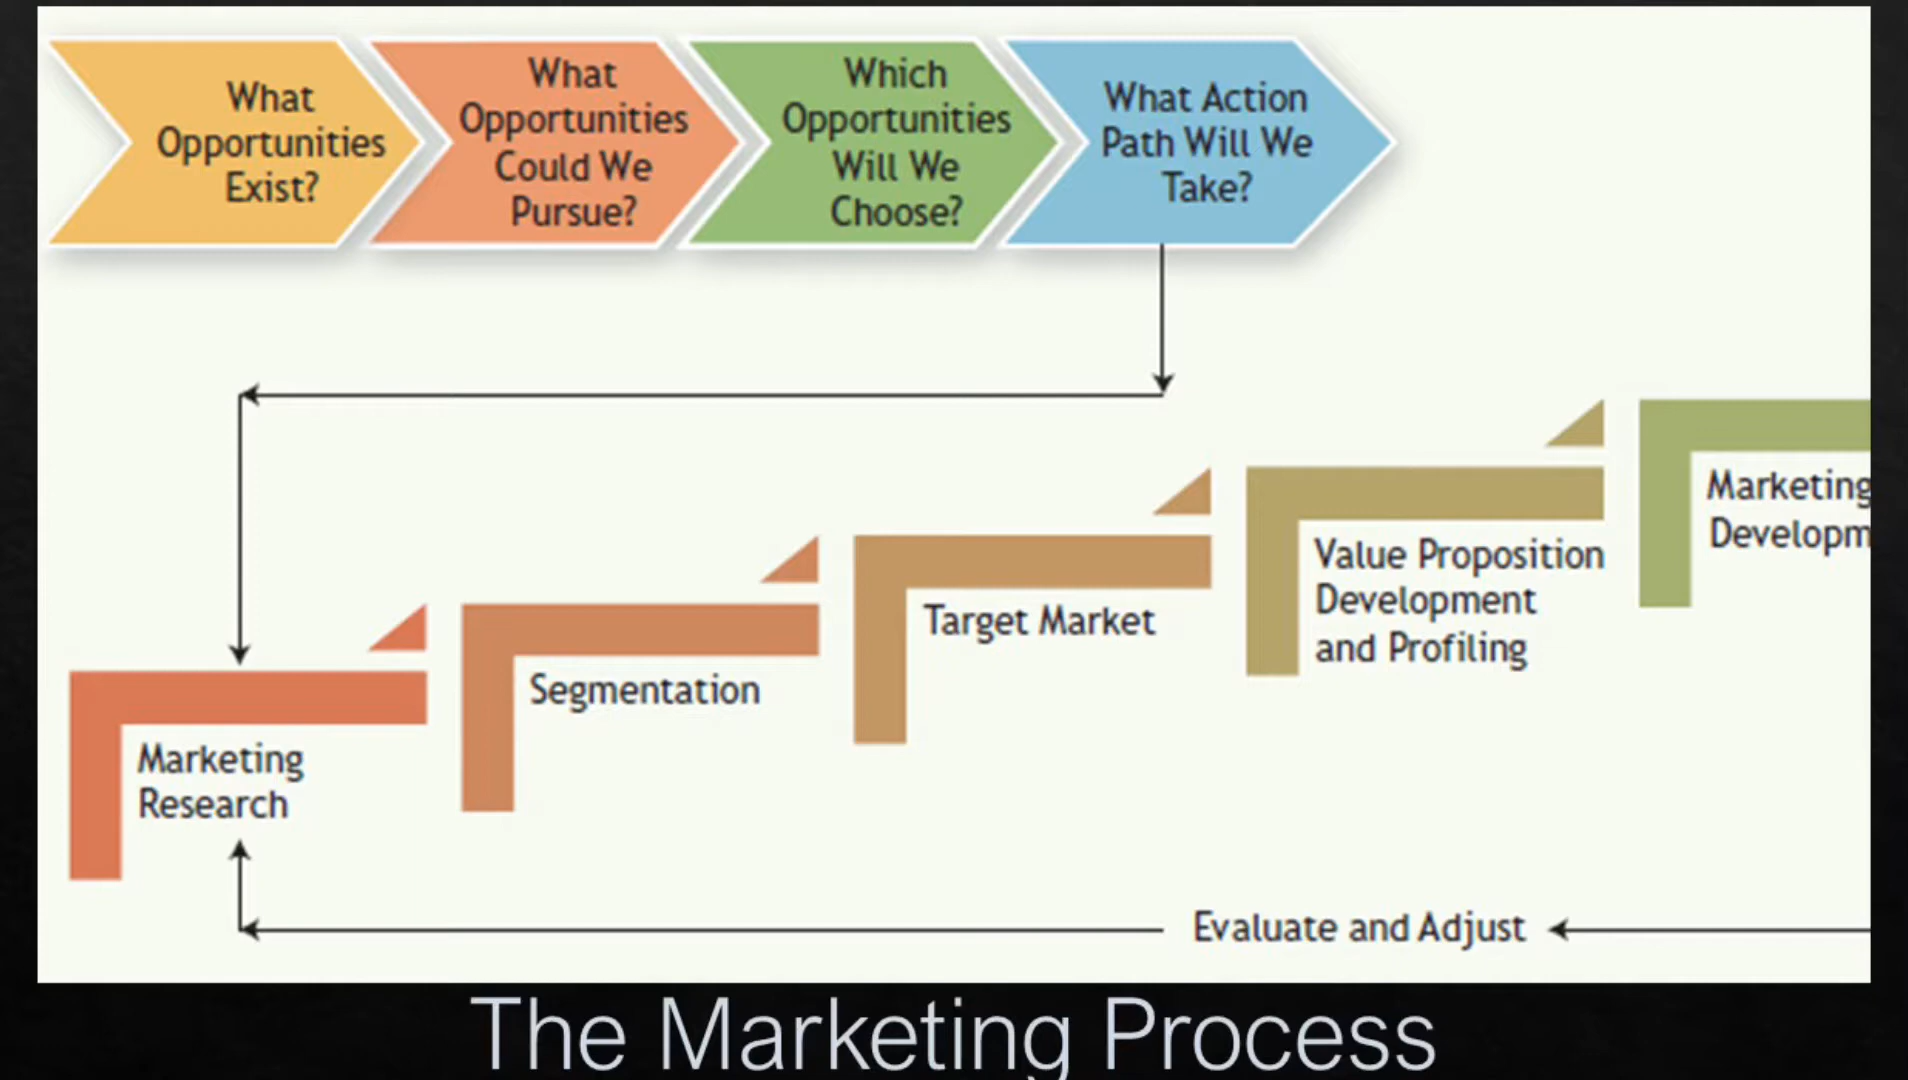 What
Opportunities
Exist?
What
Opportunities
Could We
Pursue?
Which
Opportunities
Will We
Choose?
What Action
Path Will We
Take?
Marketing
Research
Segmentation
Target Market
Value Proposition
Development
and Profiling
Marketing
Developm
Evaluate and Adjust
The Marketing Process